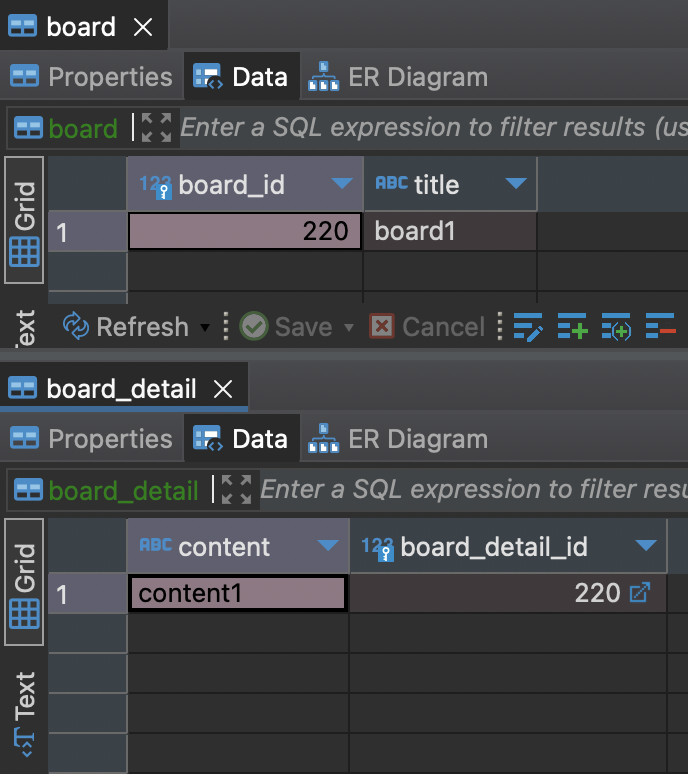 board
Properties Data ER Diagram
board Enter a SQL expression to filter results (us
Grid 123 board_id ABC title
1 220 board1
Text Refresh Save Cancel
board_detail
Properties Data ER Diagram
board_detail Enter a SQL expression to filter resu
Grid ABC content 123 board_detail_id
1 content1 220
Text